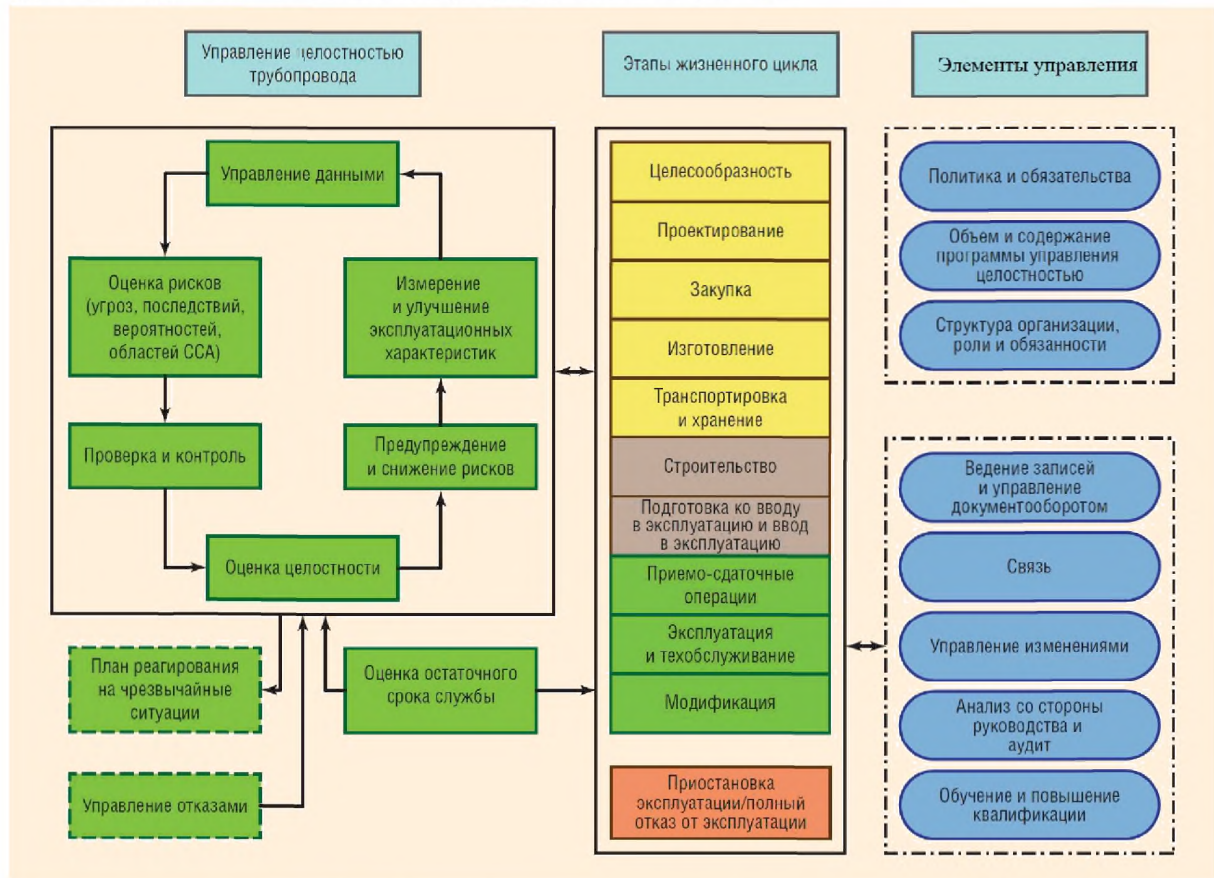 Управление целостностью
трубопровода
Этапы жизненного цикла
Элементы управления
Управление данными
Оценка рисков
(угроз, последствий,
вероятностей,
областей ССА)
Измерение
и улучшение
эксплуатационных
характеристик
Проверка и контроль
Предупреждение
и снижение рисков
Оценка целостности
План реагирования
на чрезвычайные
ситуации
Оценка остаточного
срока службы
Управление отказами
Целесообразность
Проектирование
Закупка
Изготовление
Транспортировка
и хранение
Строительство
Подготовка ко вводу
в эксплуатацию и ввод
в эксплуатацию
Приемо-сдаточные
операции
Эксплуатация
и техобслуживание
Модификация
Приостановка
эксплуатации/полный
отказ от эксплуатации
Политика и обязательства
Объем и содержание
программы управления
целостностью
Структура организации,
роли и обязанности
Ведение записей
и управление
документооборотом
Связь
Управление изменениями
Анализ со стороны
руководства и
аудит
Обучение и повышение
квалификации